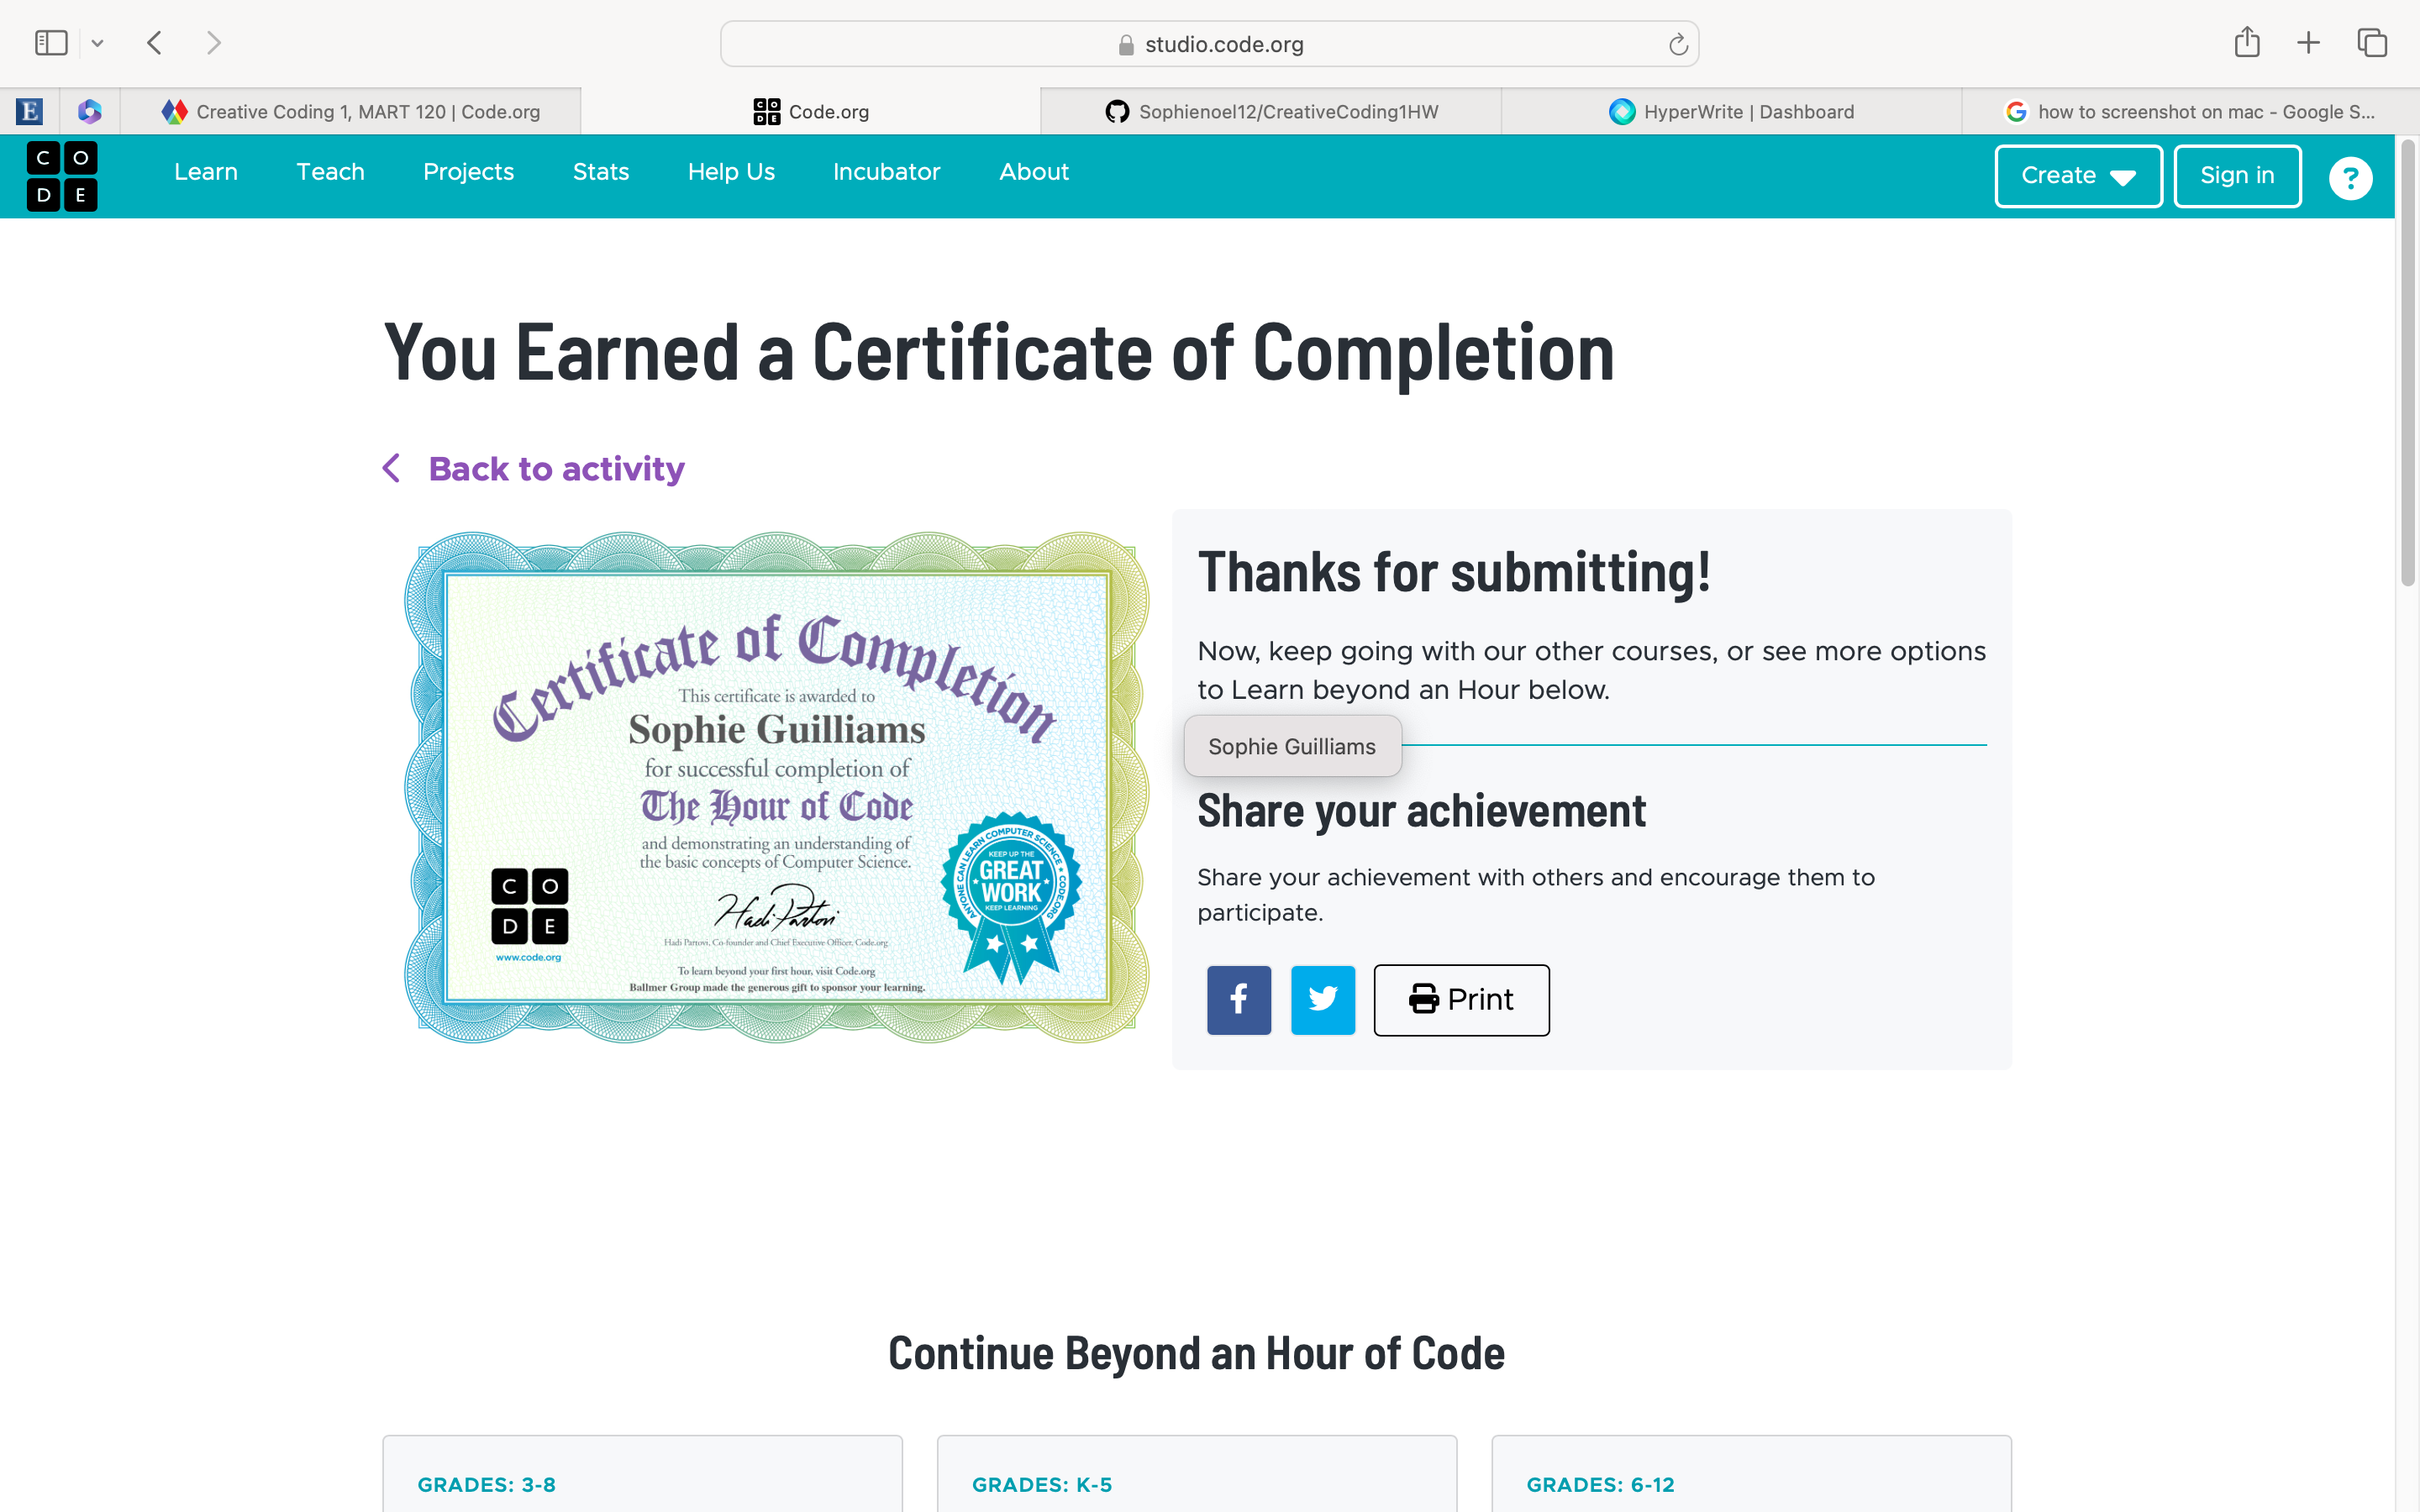 studio.code.org
E
Creative Coding 1, MART 120 | Code.org
CODE
Code.org
Sophienoel12/CreativeCoding1HW
HyperWrite | Dashboard
G
how to screenshot on mac - Google S...
C O
D E
Learn
Teach
Projects
Stats
Help Us
Incubator
About
Create
Sign in
?
You Earned a Certificate of Completion
Back to activity
Certificate of Completion
This certificate is awarded to
Sophie Guilliams
for successful completion of
The Hour of Code
and demonstrating an understanding of
the basic concepts of Computer Science.
C O
D E
www.code.org
Hadi Partovi
Hadi Partovi, Co-founder and Chief Executive Officer, Code.org
To learn beyond your first hour, visit Code.org
Ballmer Group made the generous gift to sponsor your learning.
ANYONE CAN LEARN COMPUTER SCIENCE • CODE.ORG
KEEP UP THE
GREAT
WORK
KEEP LEARNING
Thanks for submitting!
Now, keep going with our other courses, or see more options
to Learn beyond an Hour below.
Sophie Guilliams
Share your achievement
Share your achievement with others and encourage them to
participate.
f
Print
Continue Beyond an Hour of Code
GRADES: 3-8
GRADES: K-5
GRADES: 6-12